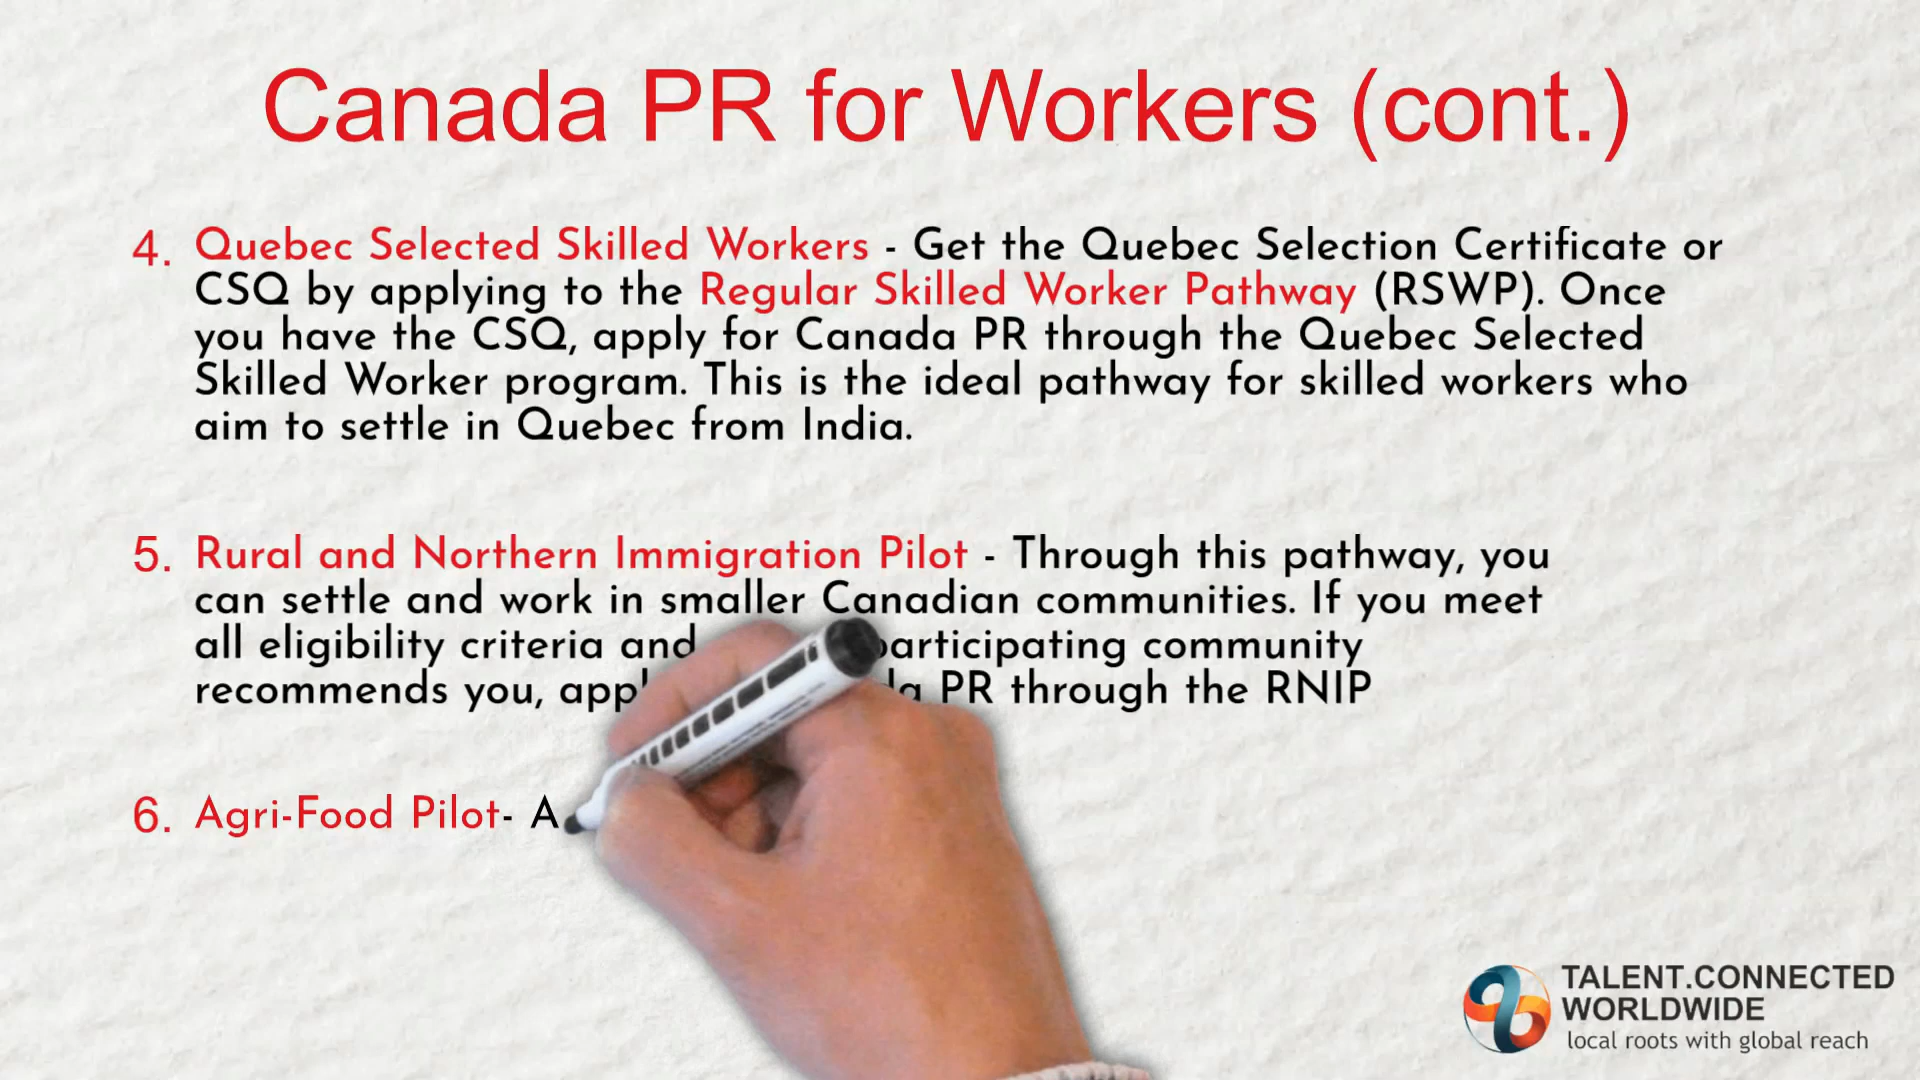 Canada PR for Workers (cont.)
4. Quebec Selected Skilled Workers - Get the Quebec Selection Certificate or
CSQ by applying to the Regular Skilled Worker Pathway (RSWP). Once
you have the CSQ, apply for Canada PR through the Quebec Selected
Skilled Worker program. This is the ideal pathway for skilled workers who
aim to settle in Quebec from India.
5. Rural and Northern Immigration Pilot - Through this pathway, you
can settle and work in smaller Canadian communities. If you meet
all eligibility criteria and participating community
recommends you, PR through the RNIP
6. Agri-Food Pilot- A
TALENT.CONNECTED
WORLDWIDE
local roots with global reach